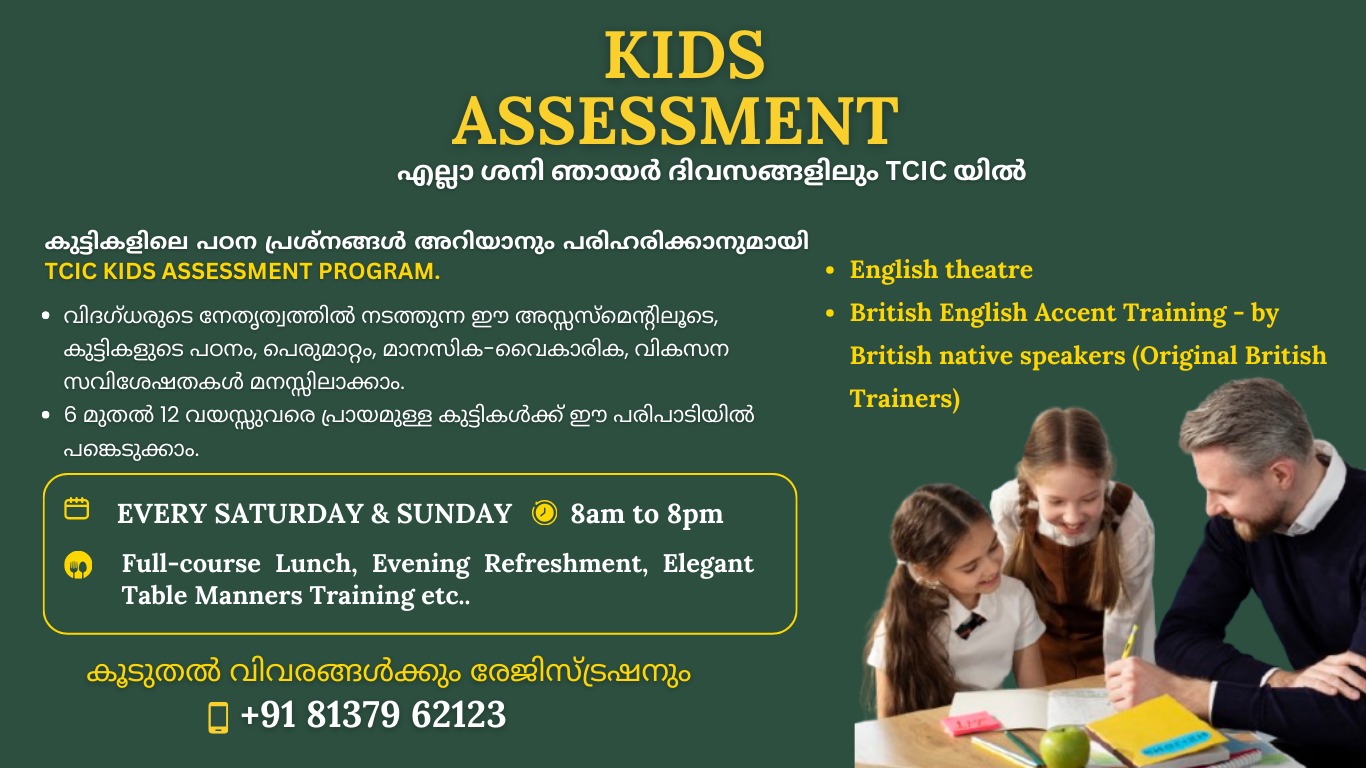 KIDS
ASSESSMENT
എല്ലാ ശനി ഞായർ ദിവസങ്ങളിലും TCIC യിൽ
കുട്ടികളിലെ പഠന പ്രശ്നങ്ങൾ അറിയാനും പരിഹരിക്കാനുമായി
TCIC KIDS ASSESSMENT PROGRAM.
• വിദഗ്ധരുടെ നേതൃത്വത്തിൽ നടത്തുന്ന ഈ അസ്സസ്മെന്റിലൂടെ,
കുട്ടികളുടെ പഠനം, പെരുമാറ്റം, മാനസിക-വൈകാരിക, വികസന
സവിശേഷതകൾ മനസ്സിലാക്കാം.
• 6 മുതൽ 12 വയസ്സുവരെ പ്രായമുള്ള കുട്ടികൾക്ക് ഈ പരിപാടിയിൽ
പങ്കെടുക്കാം.
• English theatre
• British English Accent Training - by
British native speakers (Original British
Trainers)
EVERY SATURDAY & SUNDAY 8am to 8pm
Full-course Lunch, Evening Refreshment, Elegant
Table Manners Training etc..
കൂടുതൽ വിവരങ്ങൾക്കും രേജിസ്ട്രഷനും
+91 81379 62123